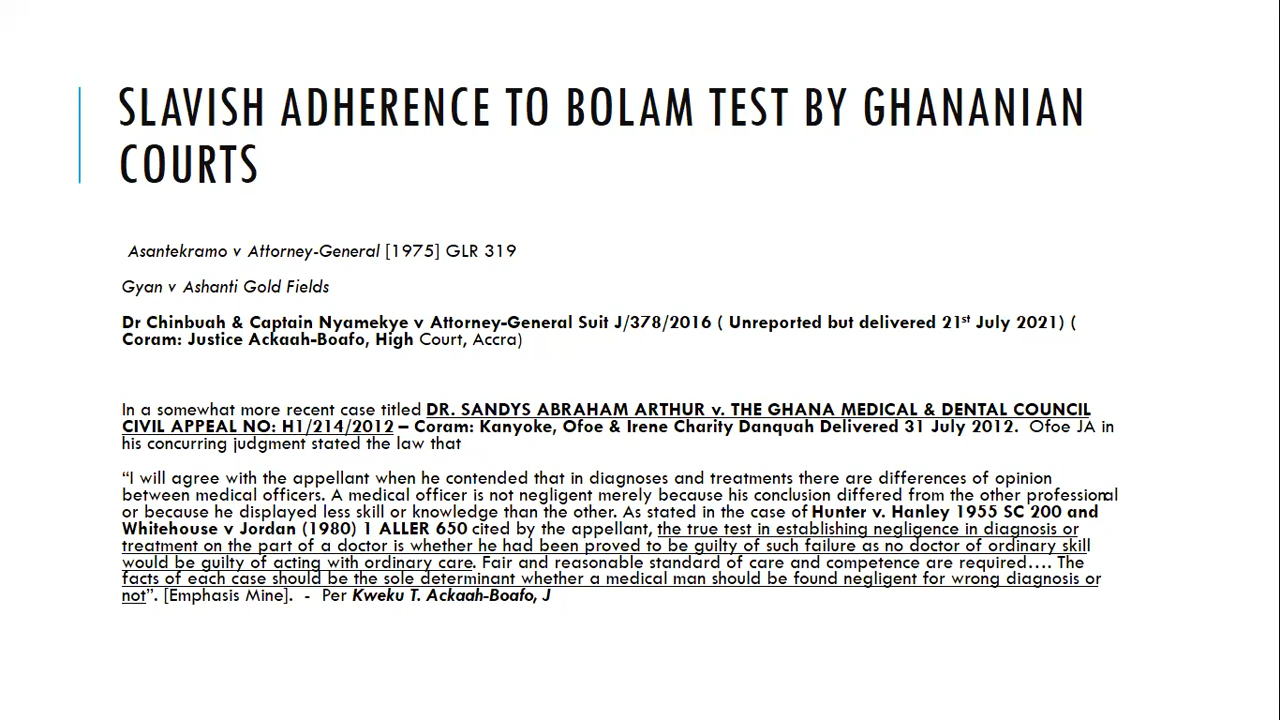 SLAVISH ADHERENCE TO BOLAM TEST BY GHANANIAN
COURTS
Asantekramo v Attorney-General [1975] GLR 319
Gyan v Ashanti Gold Fields
Dr Chinbuah & Captain Nyamekye v Attorney-General Suit J/378/2016 ( Unreported but delivered 21st July 2021) (
Coram: Justice Ackaah-Boafo, High Court, Accra)
In a somewhat more recent case titled DR. SANDYS ABRAHAM ARTHUR v. THE GHANA MEDICAL & DENTAL COUNCIL
CIVIL APPEAL NO: H1/214/2012 – Coram: Kanyoke, Ofoe & Irene Charity Danquah Delivered 31 July 2012. Ofoe JA in
his concurring judgment stated the law that
“I will agree with the appellant when he contended that in diagnoses and treatments there are differences of opinion
between medical officers. A medical officer is not negligent merely because his conclusion differed from the other professional
or because he displayed less skill or knowledge than the other. As stated in the case of Hunter v. Hanley 1955 SC 200 and
Whitehouse v Jordan (1980) 1 ALLER 650 cited by the appellant, the true test in establishing negligence in diagnosis or
treatment on the part of a doctor is whether he had been proved to be guilty of such failure as no doctor of ordinary skill
would be guilty of acting with ordinary care. Fair and reasonable standard of care and competence are required…. The
facts of each case should be the sole determinant whether a medical man should be found negligent for wrong diagnosis or
not”. [Emphasis Mine]. - Per Kweku T. Ackaah-Boafo, J